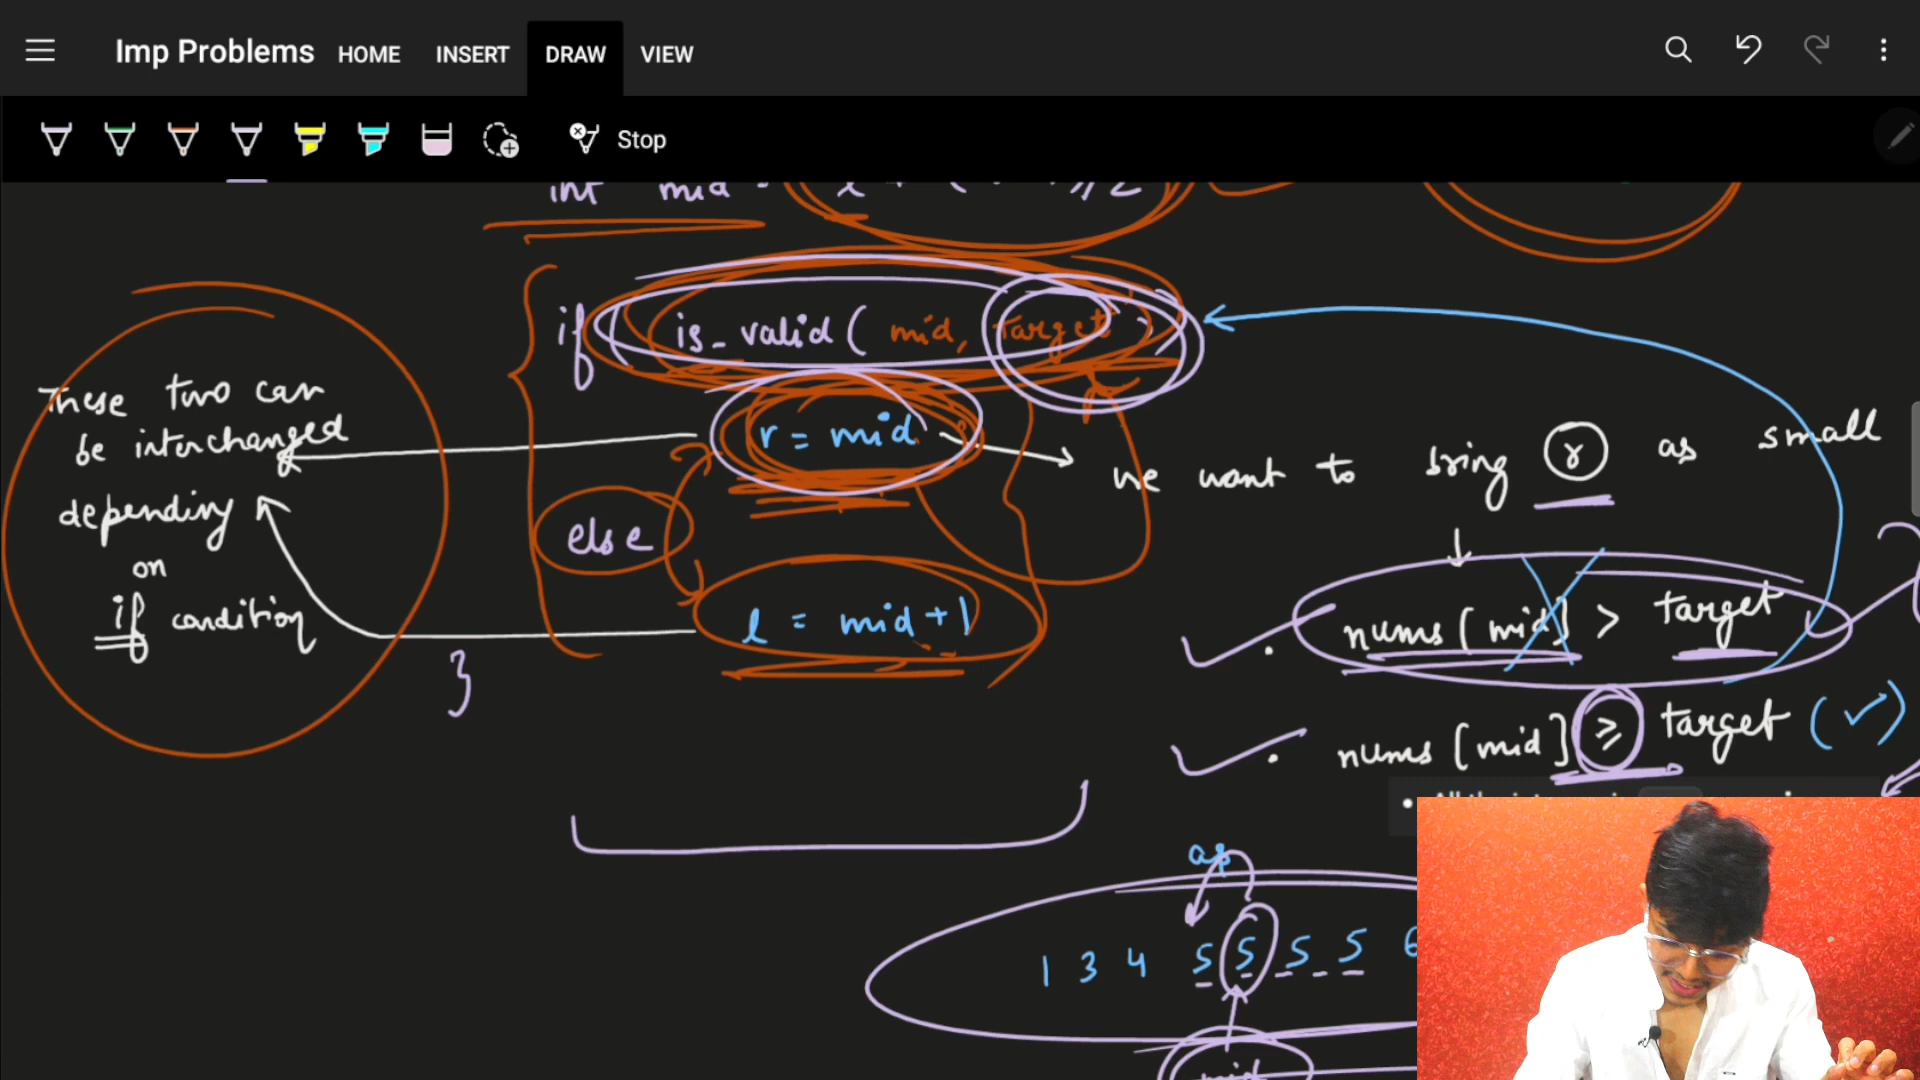 Imp Problems HOME INSERT DRAW VIEW
Stop
int mid
if ( is_valid ( mid, target )
r = mid
else
l = mid + 1
}
These two can
be interchanged
depending
on
if condition
we want to bring r as small
nums [ mid ] > target
nums [ mid ] ≥ target ( ✓ )
1 3 4 5 5 5 5 6
mid